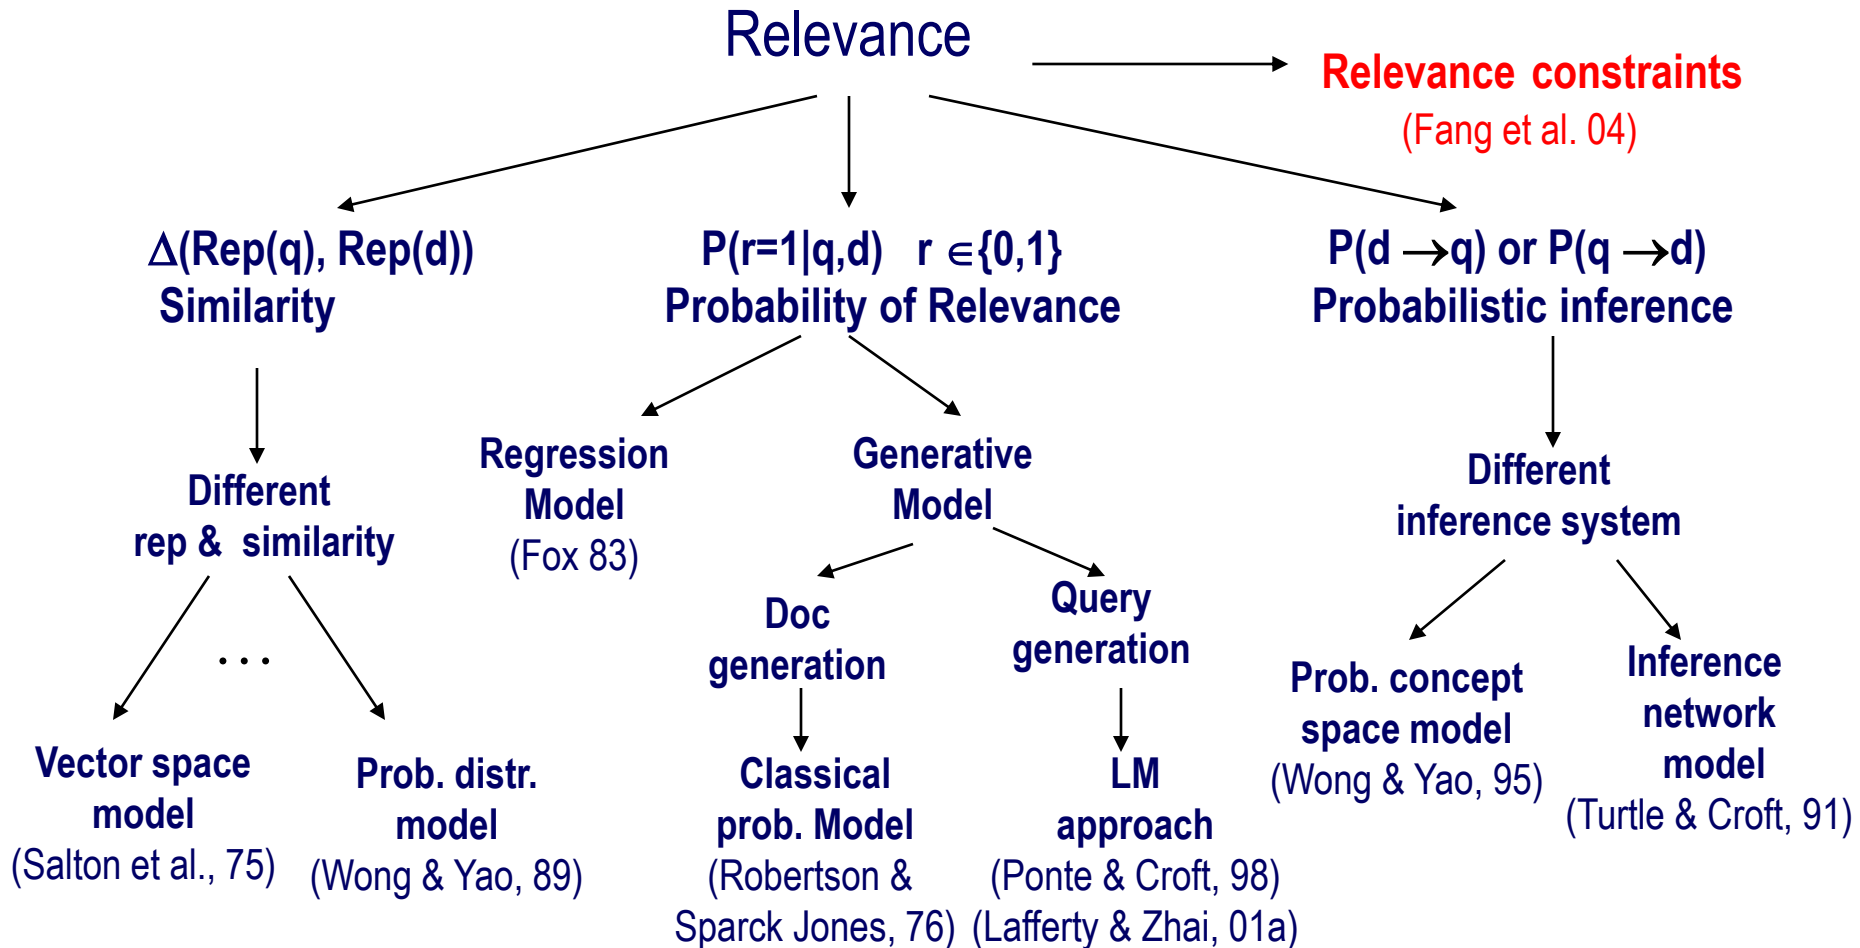 Relevance
Relevance constraints
(Fang et al. 04)
Δ(Rep(q), Rep(d))
Similarity
P(r=1|q,d) r ∈{0,1}
Probability of Relevance
P(d →q) or P(q →d)
Probabilistic inference
Different
rep & similarity
Regression
Model
(Fox 83)
Generative
Model
Different
inference system
Doc
generation
Query
generation
. . .
Vector space
model
(Salton et al., 75)
Prob. distr.
model
(Wong & Yao, 89)
Classical
prob. Model
(Robertson &
Sparck Jones, 76)
LM
approach
(Ponte & Croft, 98)
(Lafferty & Zhai, 01a)
Prob. concept
space model
(Wong & Yao, 95)
Inference
network
model
(Turtle & Croft, 91)